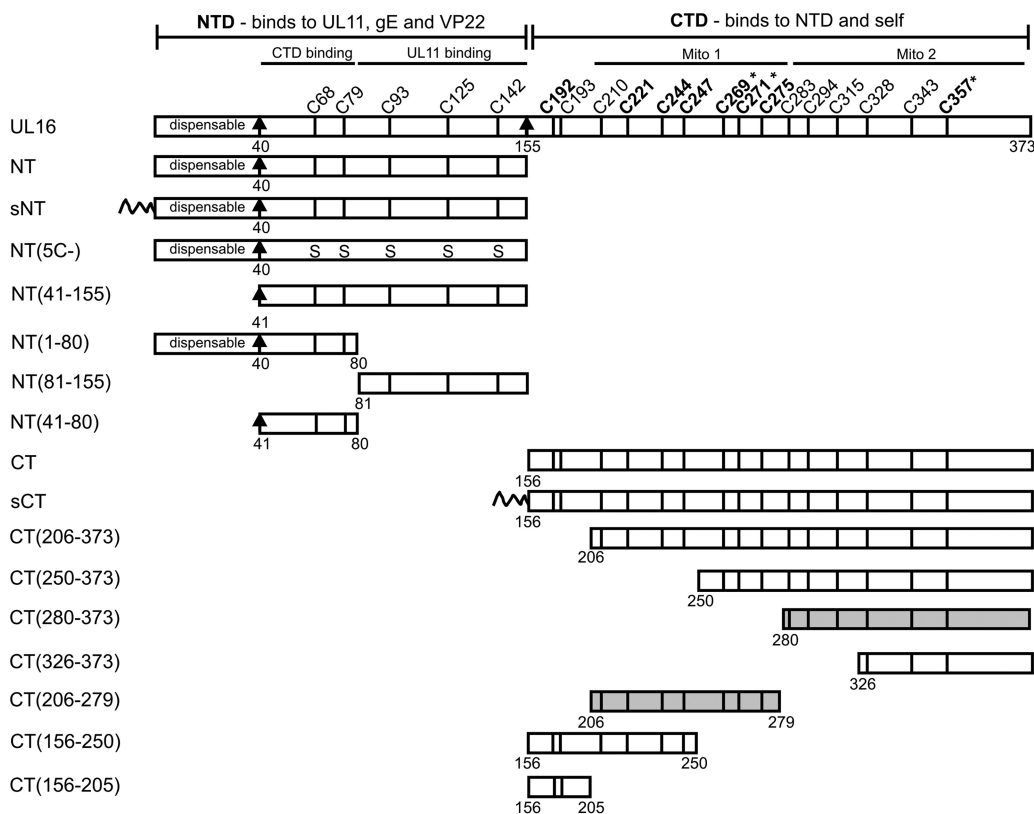 NTD - binds to UL11, gE and VP22
CTD - binds to NTD and self
CTD binding
UL11 binding
Mito 1
Mito 2
C68 C79 C93 C125 C142 C192 C193 C210 C221 C244 C247 C269* C271* C275 C283 C294 C315 C328 C343 C357*
UL16 dispensable
40 155 373
NT dispensable
40
sNT dispensable
40
NT(5C-) dispensable S S S S S
40
NT(41-155)
41
NT(1-80) dispensable
40 80
NT(81-155)
81
NT(41-80)
41 80
CT
156
sCT
156
CT(206-373)
206
CT(250-373)
250
CT(280-373)
280
CT(326-373)
326
CT(206-279)
206 279
CT(156-250)
156 250
CT(156-205)
156 205